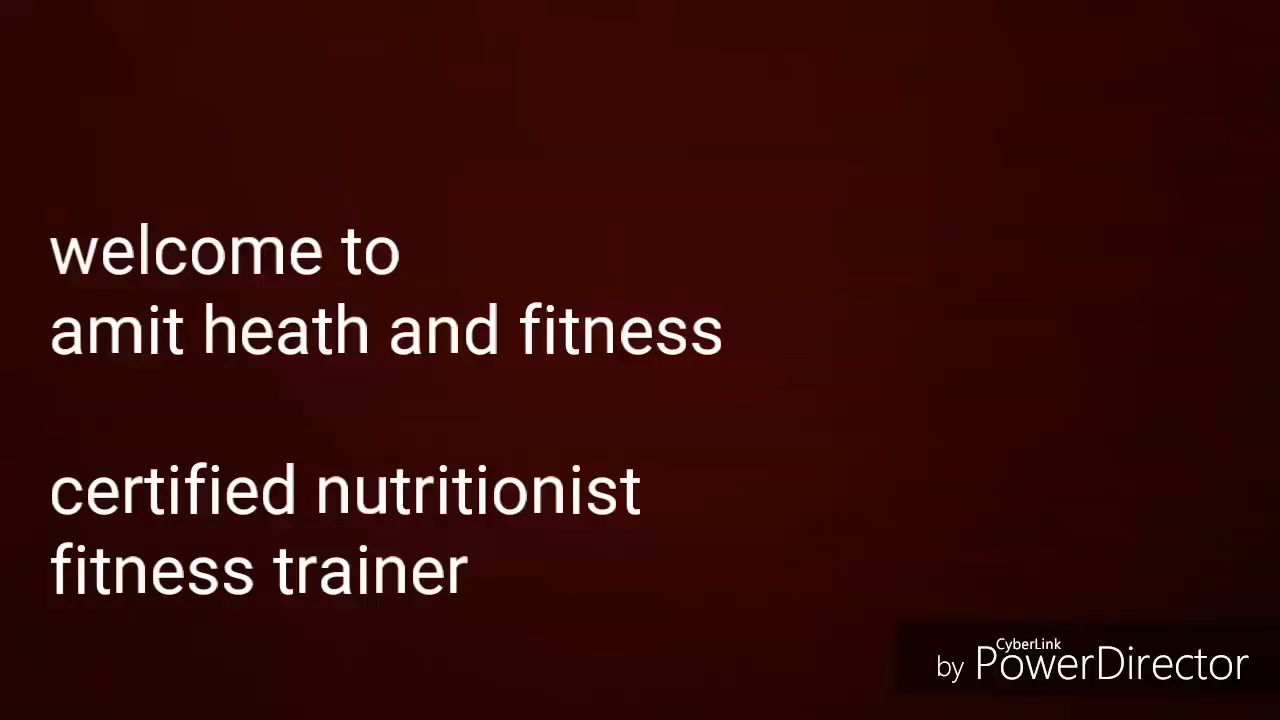 welcome to
amit heath and fitness
certified nutritionist
fitness trainer
CyberLink
by PowerDirector